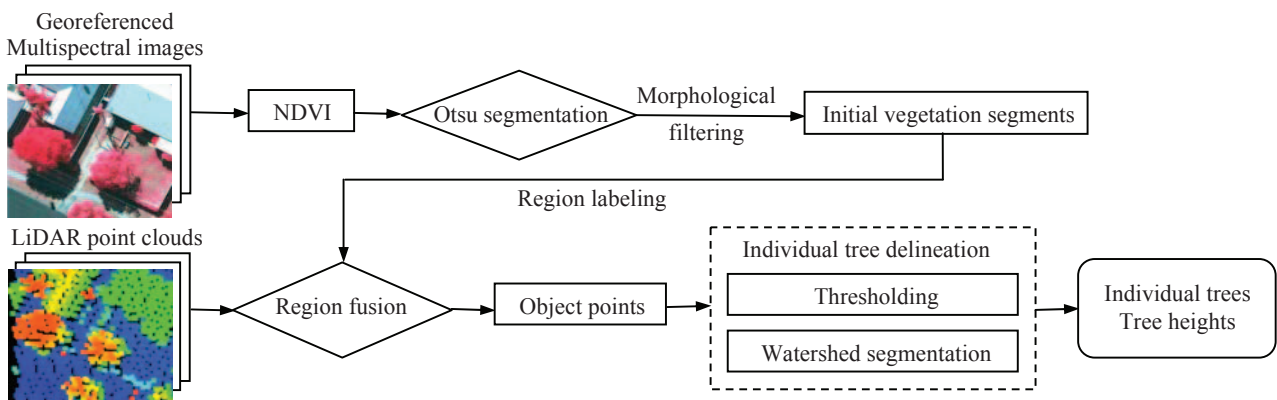 Georeferenced
Multispectral images
NDVI
Otsu segmentation
Morphological
filtering
Initial vegetation segments
Region labeling
LiDAR point clouds
Region fusion
Object points
Individual tree delineation
Thresholding
Watershed segmentation
Individual trees
Tree heights